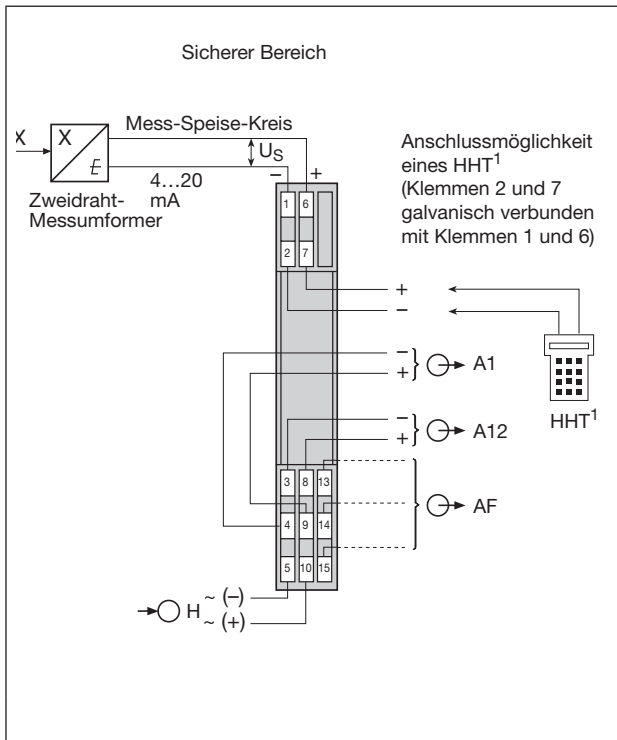 Sicherer Bereich
Mess-Speise-Kreis
X
X
E
US
4...20
mA
− +
Zweidraht-
Messumformer
Anschlussmöglichkeit
eines HHT1
(Klemmen 2 und 7
galvanisch verbunden
mit Klemmen 1 und 6)
1 6
2 7
+
−
HHT1
−
+
A1
−
+
A12
3 8 13
4 9 14
AF
5 10 15
H ~ (–)
~ (+)